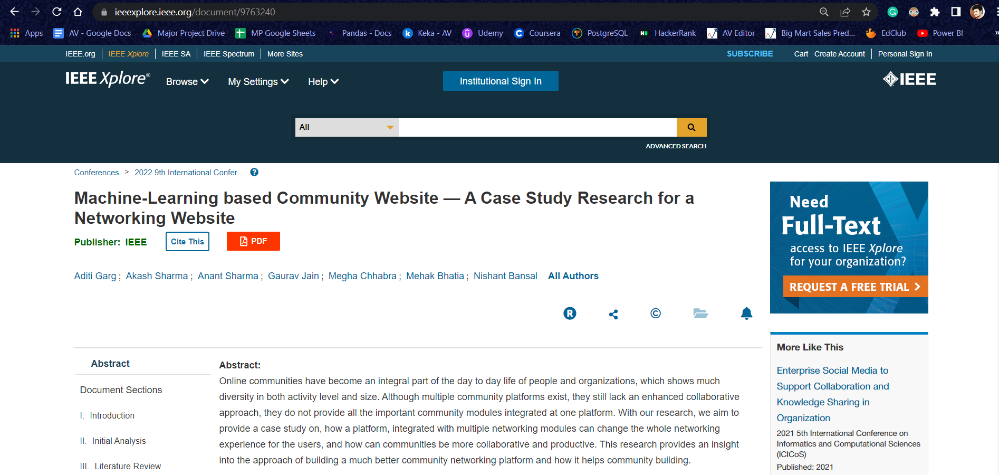 ieeexplore.ieee.org/document/9763240
Apps AV - Google Docs Major Project Drive MP Google Sheets Pandas - Docs Keka - AV Udemy Coursera PostgreSQL HackerRank AV Editor Big Mart Sales Pred... EdClub Power BI »
IEEE.org IEEE Xplore IEEE SA IEEE Spectrum More Sites SUBSCRIBE Cart Create Account Personal Sign In
IEEE Xplore® Browse My Settings Help Institutional Sign In IEEE
All
ADVANCED SEARCH
Conferences > 2022 9th International Confer... ?
Machine-Learning based Community Website — A Case Study Research for a
Networking Website
Publisher: IEEE Cite This PDF
Aditi Garg ; Akash Sharma ; Anant Sharma ; Gaurav Jain ; Megha Chhabra ; Mehak Bhatia ; Nishant Bansal All Authors
R ©
Abstract
Document Sections
I. Introduction
II. Initial Analysis
III. Literature Review
Abstract:
Online communities have become an integral part of the day to day life of people and organizations, which shows much
diversity in both activity level and size. Although multiple community platforms exist, they still lack an enhanced collaborative
approach, they do not provide all the important community modules integrated at one platform. With our research, we aim to
provide a case study on, how a platform, integrated with multiple networking modules can change the whole networking
experience for the users, and how can communities be more collaborative and productive. This research provides an insight
into the approach of building a much better community networking platform and how it helps community building.
Need
Full-Text
access to IEEE Xplore
for your organization?
REQUEST A FREE TRIAL >
More Like This
Enterprise Social Media to
Support Collaboration and
Knowledge Sharing in
Organization
2021 5th International Conference on
Informatics and Computational Sciences
(ICICoS)
Published: 2021